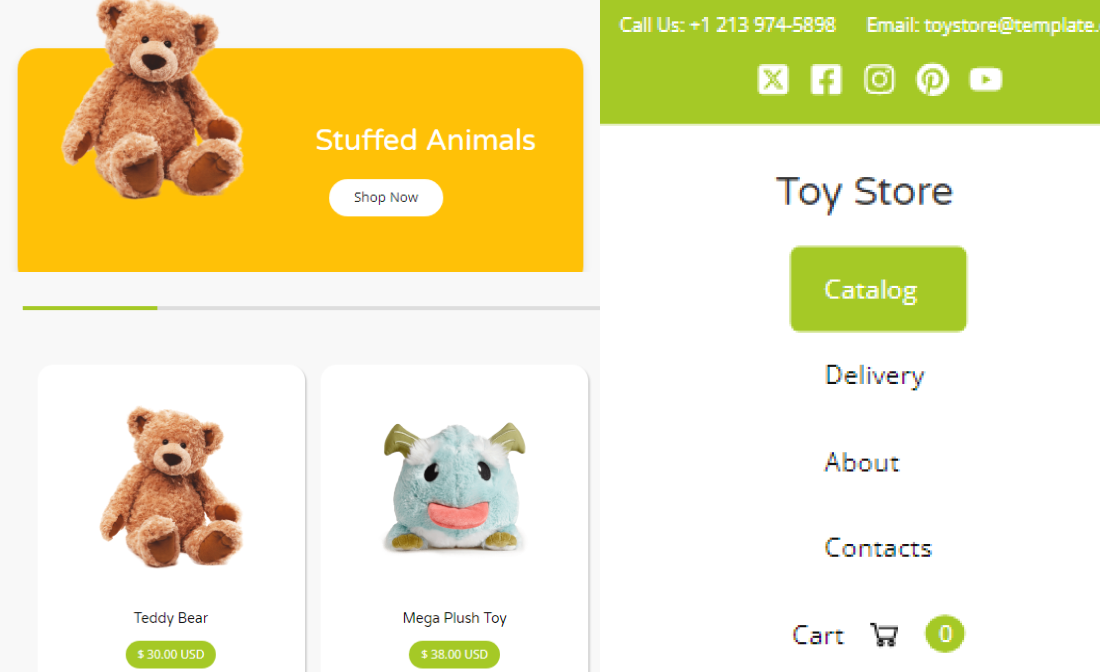 Stuffed Animals
Shop Now
Teddy Bear
Mega Plush Toy
$ 30.00 USD
$ 38.00 USD
Call Us: +1 213 974-5898
Email: toystore@template.
Toy Store
Catalog
Delivery
About
Contacts
Cart
0